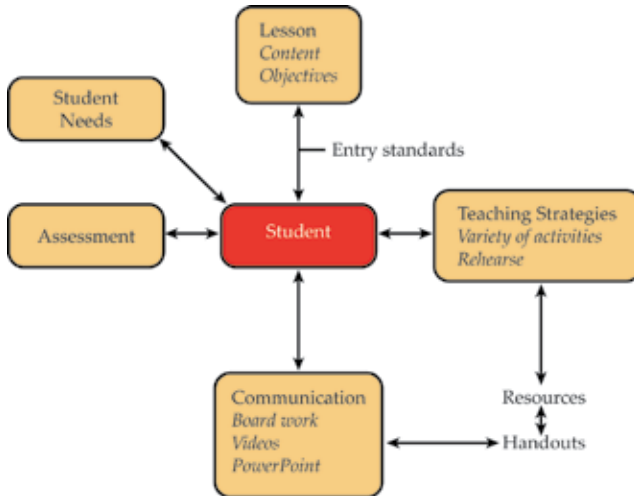 Lesson
Content
Objectives
Student
Needs
Entry standards
Assessment
Student
Teaching Strategies
Variety of activities
Rehearse
Communication
Board work
Videos
PowerPoint
Resources
Handouts